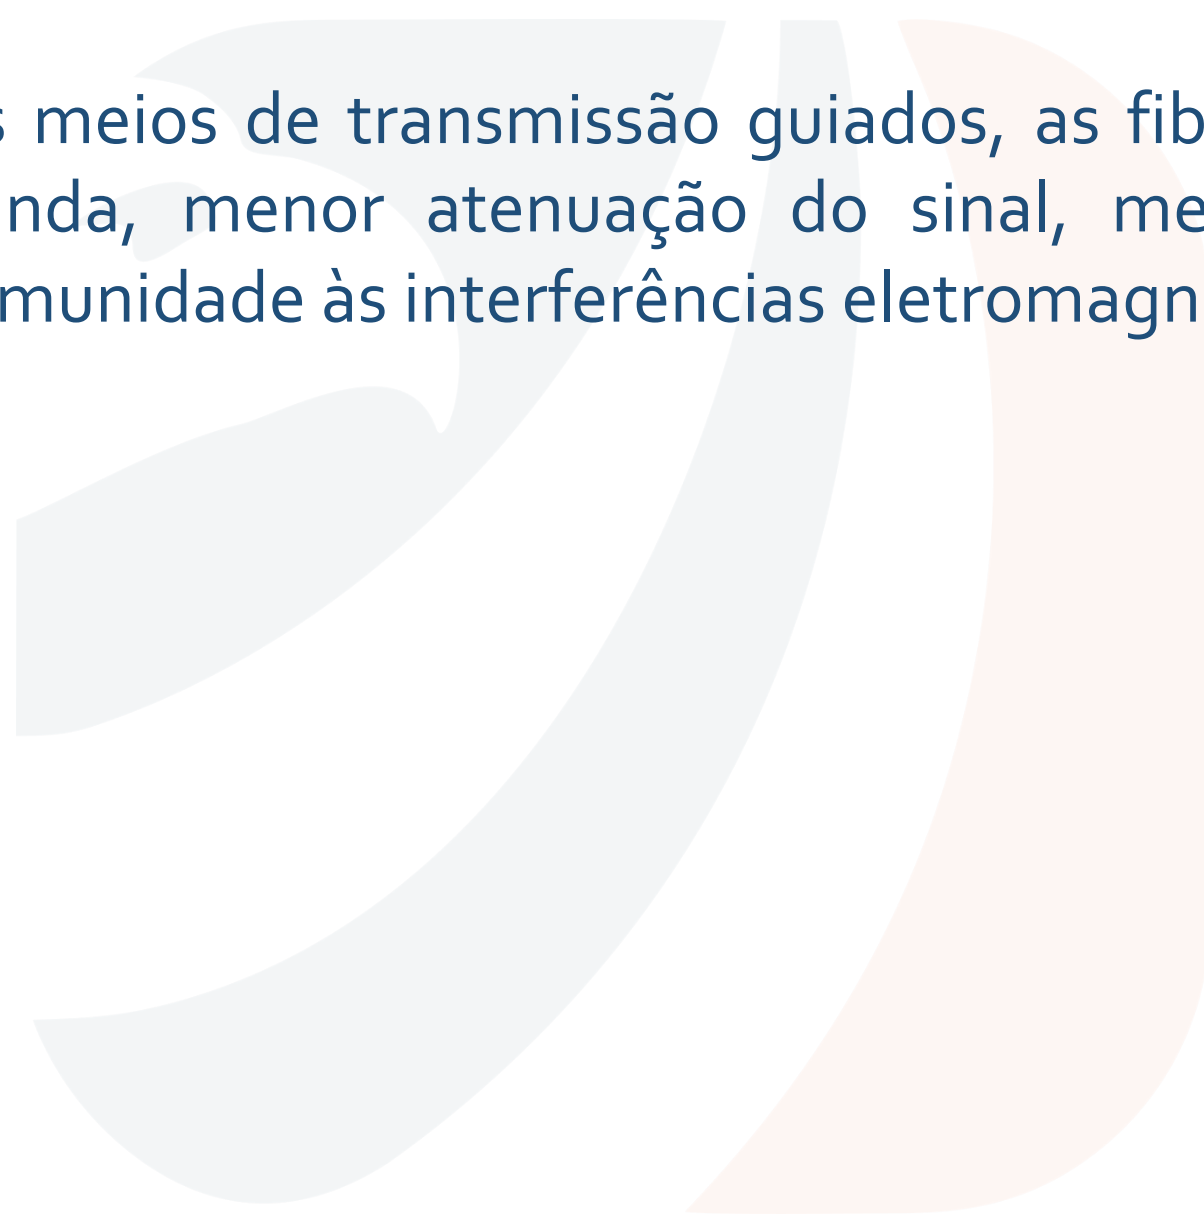 s meios de transmissão guiados, as fib
nda, menor atenuação do sinal, me
munidade às interferências eletromagn